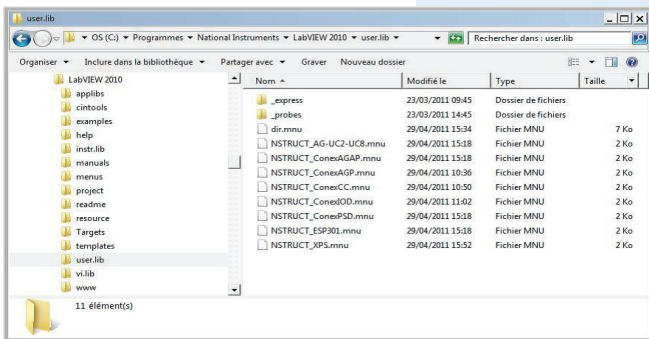 user.lib
OS (C:) Programmes National Instruments LabVIEW 2010 user.lib Rechercher dans : user.lib
Organiser Inclure dans la bibliothèque Partager avec Graver Nouveau dossier
LabVIEW 2010
applibs
cintools
examples
help
instr.lib
manuals
menus
project
readme
resource
Targets
templates
user.lib
vi.lib
www
Nom Modifié le Type Taille
_express 23/03/2011 09:45 Dossier de fichiers
_probes 23/03/2011 14:45 Dossier de fichiers
dir.mnu 29/04/2011 15:34 Fichier MNU 7 Ko
NSTRUCT_AG-UC2-UC8.mnu 29/04/2011 15:18 Fichier MNU 2 Ko
NSTRUCT_ConexAGAP.mnu 29/04/2011 15:18 Fichier MNU 2 Ko
NSTRUCT_ConexAGP.mnu 29/04/2011 10:36 Fichier MNU 2 Ko
NSTRUCT_ConexCC.mnu 29/04/2011 10:50 Fichier MNU 2 Ko
NSTRUCT_ConexIOD.mnu 29/04/2011 11:02 Fichier MNU 2 Ko
NSTRUCT_ConexPSD.mnu 29/04/2011 15:18 Fichier MNU 2 Ko
NSTRUCT_ESP301.mnu 29/04/2011 15:18 Fichier MNU 2 Ko
NSTRUCT_XPS.mnu 29/04/2011 15:52 Fichier MNU 2 Ko
11 élément(s)